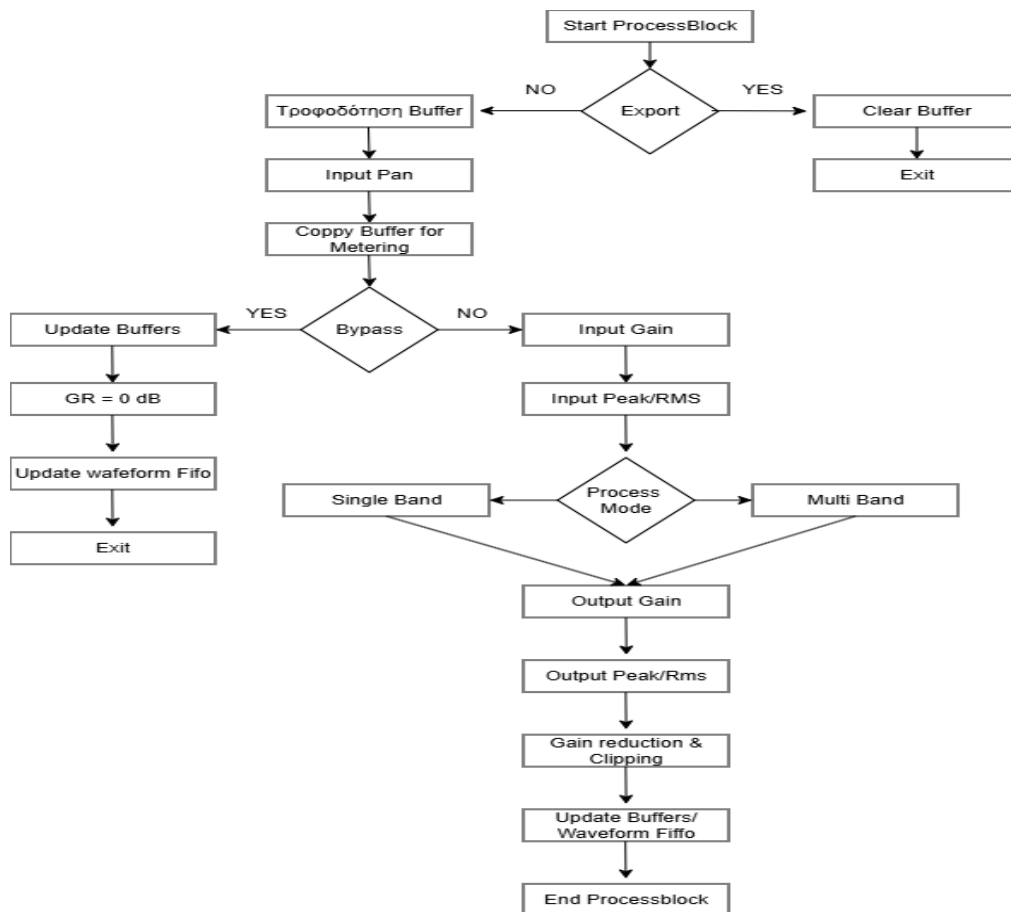 Start ProcessBlock
NO
YES
Τροφοδότηση Buffer
Export
Clear Buffer
Input Pan
Exit
Coppy Buffer for
Metering
YES
NO
Update Buffers
Bypass
Input Gain
GR = 0 dB
Input Peak/RMS
Update wafeform Fifo
Single Band
Process
Mode
Multi Band
Exit
Output Gain
Output Peak/Rms
Gain reduction &
Clipping
Update Buffers/
Waveform Fiffo
End Processblock